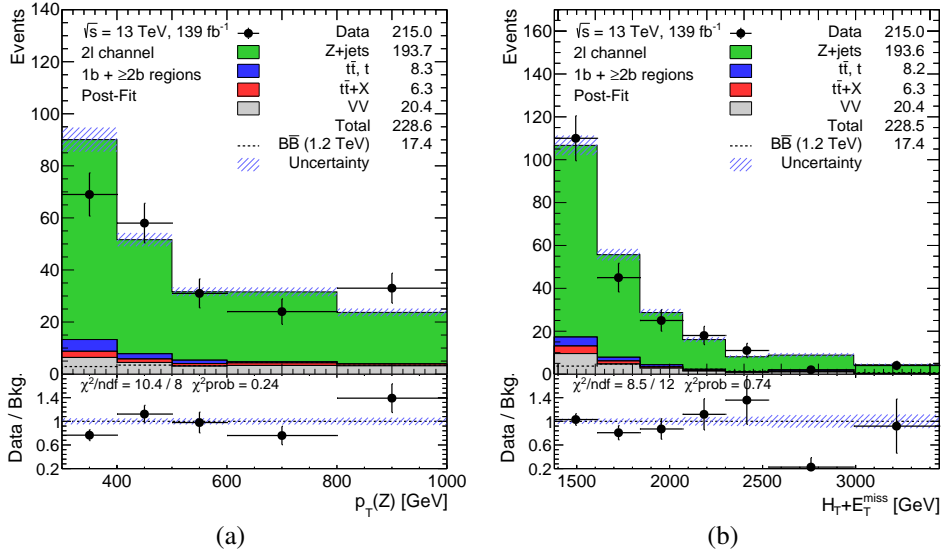 Events
√s = 13 TeV, 139 fb⁻¹
2l channel
1b + ≥2b regions
Post-Fit
Data 215.0
Z+jets 193.7
tt̄, t 8.3
tt̄+X 6.3
VV 20.4
Total 228.6
BB̄ (1.2 TeV) 17.4
Uncertainty
140
120
100
80
60
40
20
0
χ²/ndf = 10.4 / 8 χ²prob = 0.24
Data / Bkg.
1.4
1
0.6
0.2
400 600 800 1000
p_T(Z) [GeV]
(a)
Events
√s = 13 TeV, 139 fb⁻¹
2l channel
1b + ≥2b regions
Post-Fit
Data 215.0
Z+jets 193.6
tt̄, t 8.2
tt̄+X 6.3
VV 20.4
Total 228.5
BB̄ (1.2 TeV) 17.4
Uncertainty
160
140
120
100
80
60
40
20
0
χ²/ndf = 8.5 / 12 χ²prob = 0.74
Data / Bkg.
1.4
1
0.6
0.2
1500 2000 2500 3000
H_T+E_T^miss [GeV]
(b)